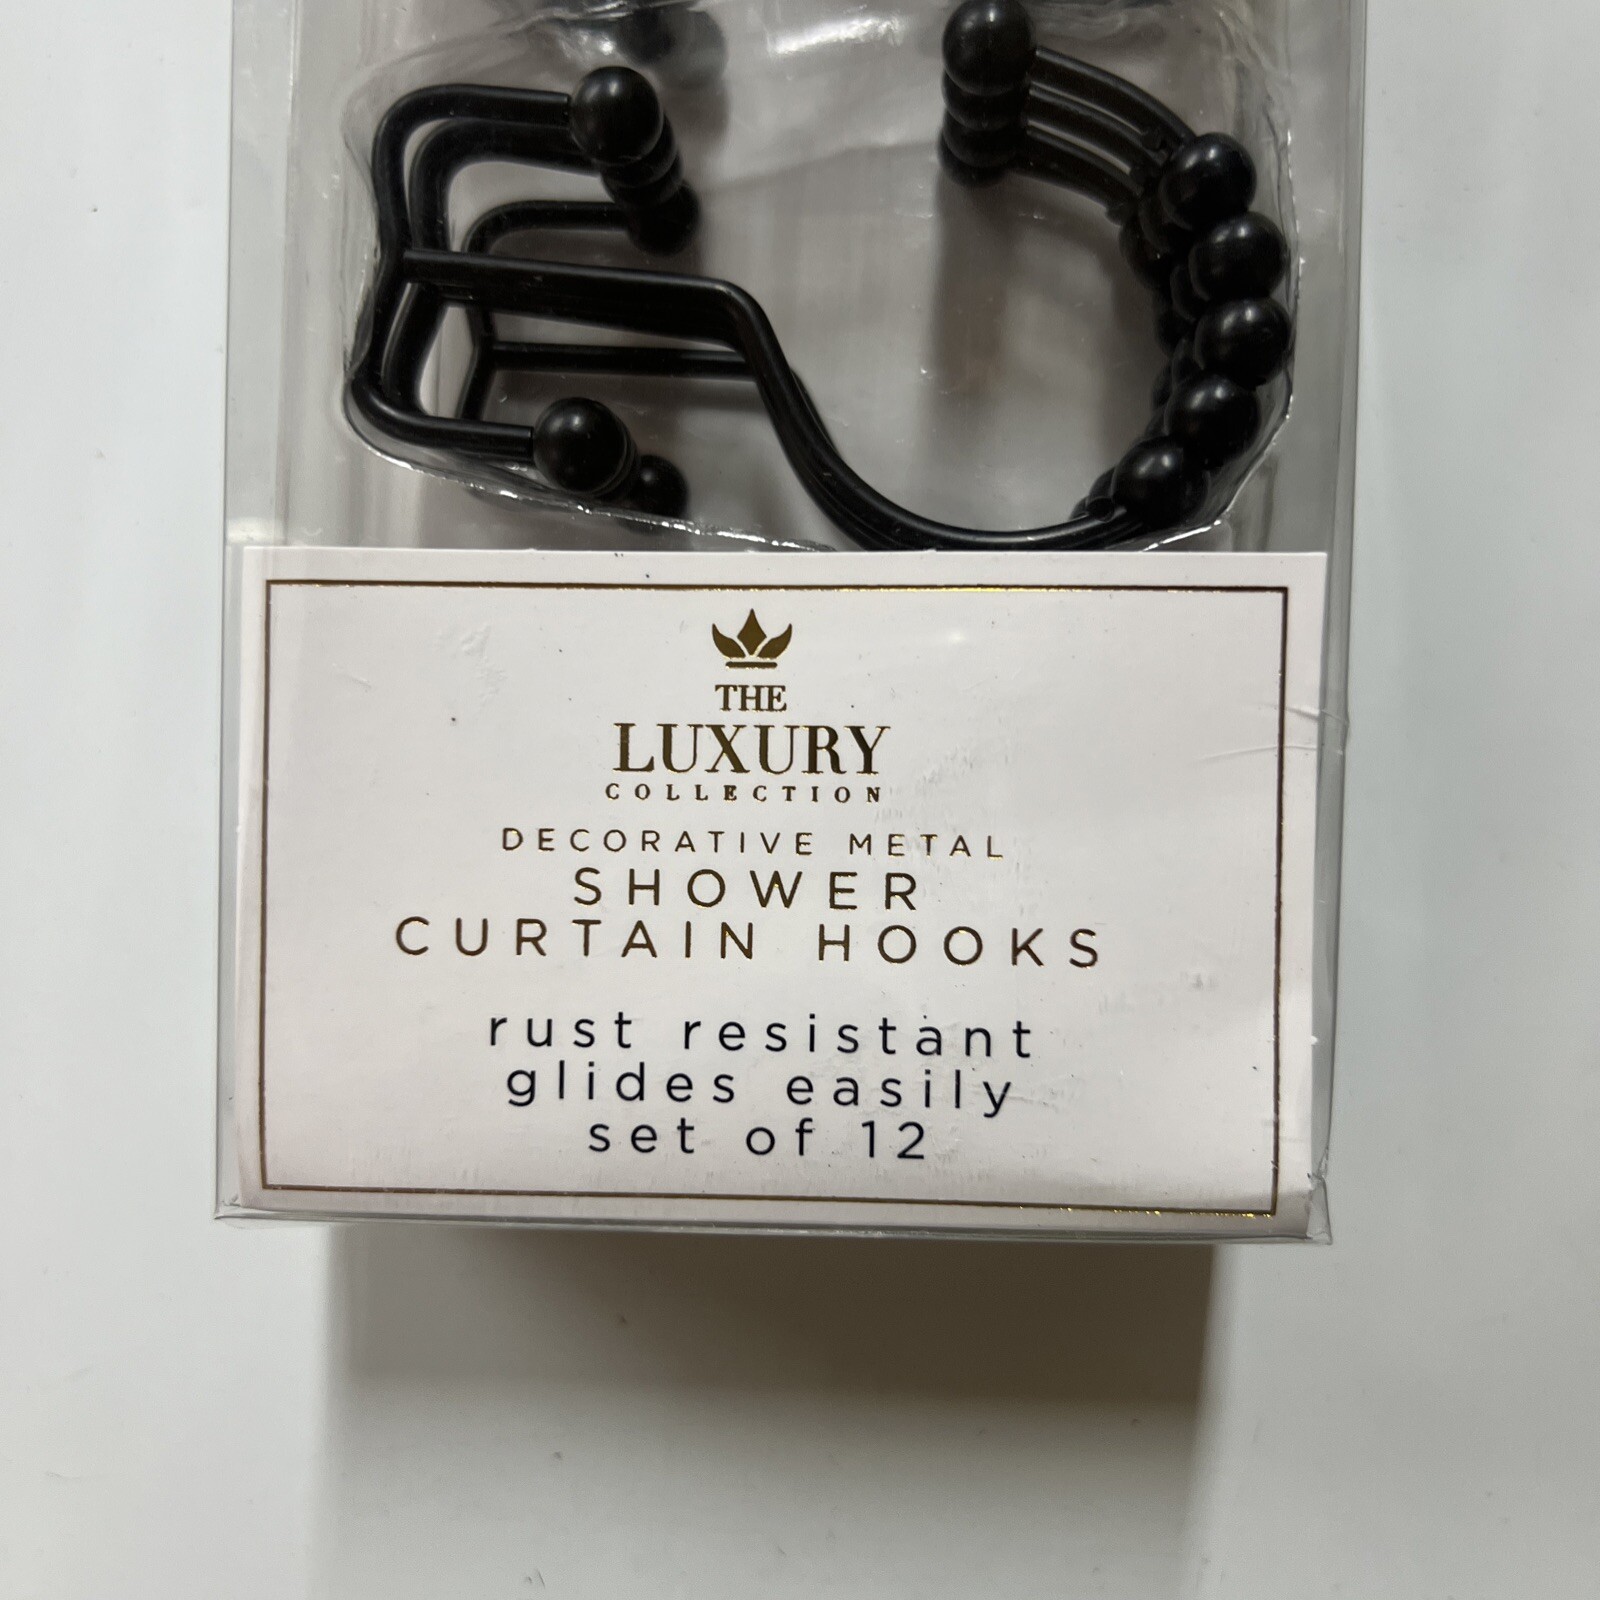 THE
LUXURY
COLLECTION
DECORATIVE METAL
SHOWER
CURTAIN HOOKS
rust resistant
glides easily
set of 12